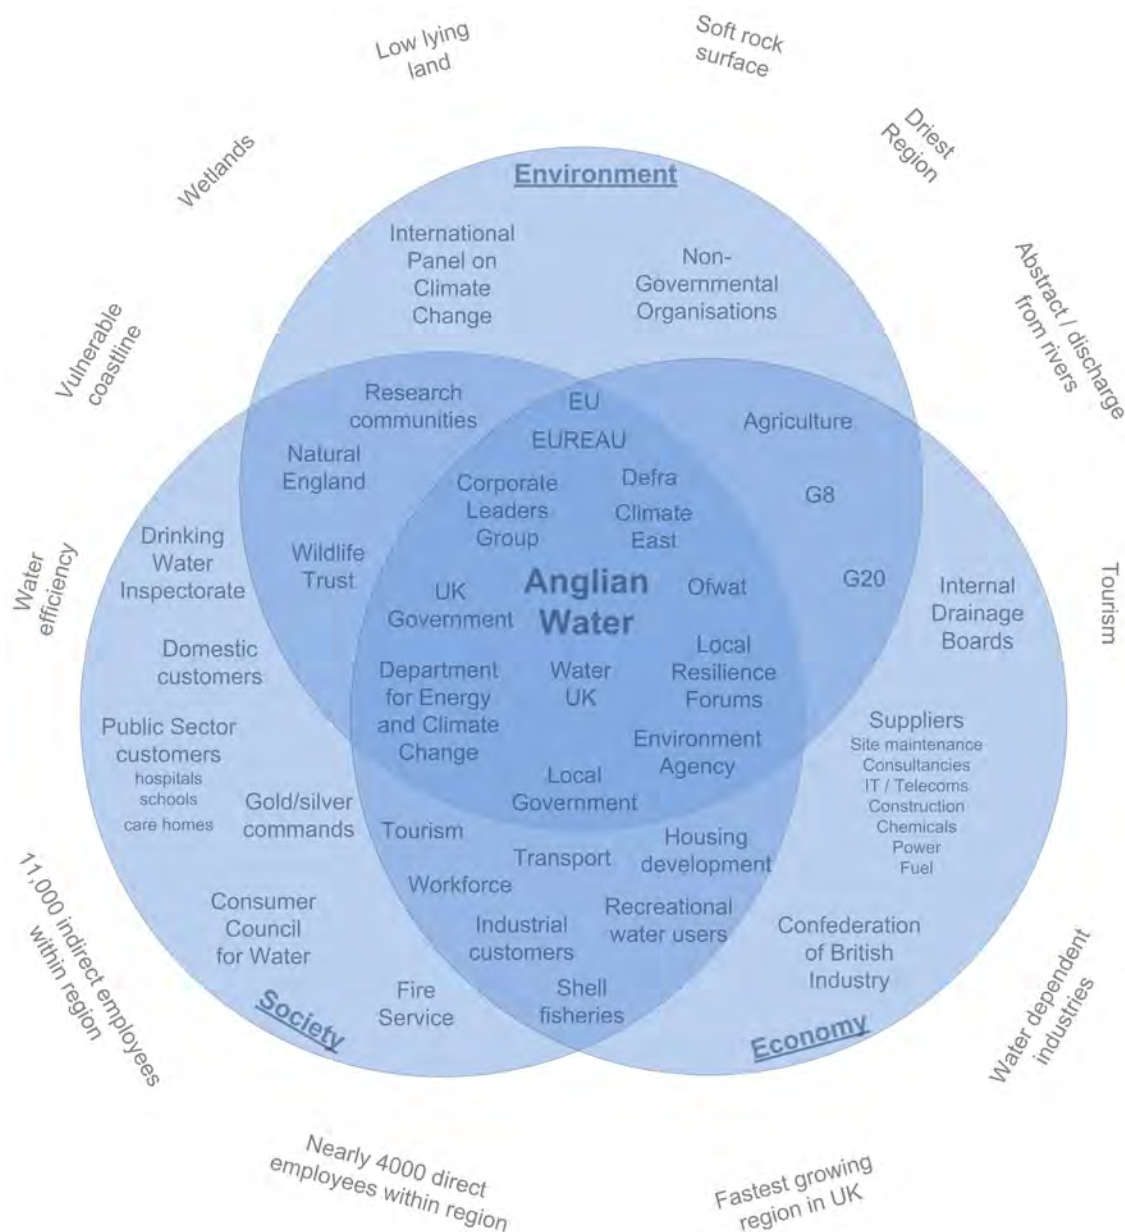 Low lying
land
Soft rock
surface
Driest
Region
Wetlands
Abstract / discharge
from rivers
Vulnerable
coastline
Water
efficiency
Tourism
11,000 indirect employees
within region
Water dependent
industries
Nearly 4000 direct
employees within region
Fastest growing
region in UK
Environment
International
Panel on
Climate
Change
Non-
Governmental
Organisations
Research
communities
Natural
England
Wildlife
Trust
EU
EUREAU
Corporate
Leaders
Group
Defra
Climate
East
Agriculture
G8
G20
Anglian
Water
UK
Government
Ofwat
Department
for Energy
and Climate
Change
Water
UK
Local
Resilience
Forums
Environment
Agency
Local
Government
Drinking
Water
Inspectorate
Domestic
customers
Public Sector
customers
hospitals
schools
care homes
Gold/silver
commands
Consumer
Council
for Water
Fire
Service
Society
Tourism
Transport
Housing
development
Workforce
Industrial
customers
Recreational
water users
Shell
fisheries
Internal
Drainage
Boards
Suppliers
Site maintenance
Consultancies
IT / Telecoms
Construction
Chemicals
Power
Fuel
Confederation
of British
Industry
Economy